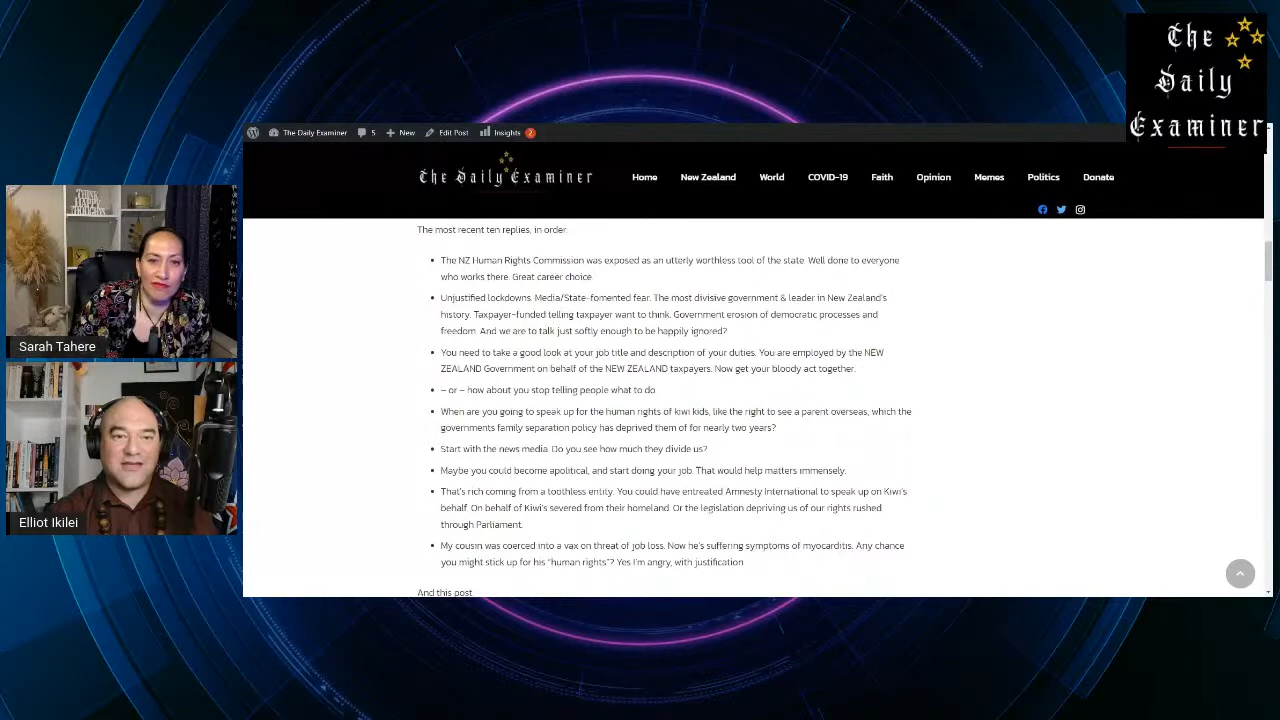 The
Daily
Examiner
The Daily Examiner
5
New
Edit Post
Insights
2
The Daily Examiner
Home
New Zealand
World
COVID-19
Faith
Opinion
Memes
Politics
Donate
The most recent ten replies, in order:
The NZ Human Rights Commission was exposed as an utterly worthless tool of the state. Well done to everyone
who works there. Great career choice.
Unjustified lockdowns. Media/State-fomented fear. The most divisive government & leader in New Zealand's
history. Taxpayer-funded telling taxpayer want to think. Government erosion of democratic processes and
freedom. And we are to talk just softly enough to be happily ignored?
You need to take a good look at your job title and description of your duties. You are employed by the NEW
ZEALAND Government on behalf of the NEW ZEALAND taxpayers. Now get your bloody act together.
– or – how about you stop telling people what to do
When are you going to speak up for the human rights of kiwi kids, like the right to see a parent overseas, which the
governments family separation policy has deprived them of for nearly two years?
Start with the news media. Do you see how much they divide us?
Maybe you could become apolitical, and start doing your job. That would help matters immensely.
That's rich coming from a toothless entity. You could have entreated Amnesty International to speak up on Kiwi's
behalf. On behalf of Kiwi's severed from their homeland. Or the legislation depriving us of our rights rushed
through Parliament.
My cousin was coerced into a vax on threat of job loss. Now he's suffering symptoms of myocarditis. Any chance
you might stick up for his "human rights"? Yes I'm angry, with justification
And this post
THINK
HAPPY
THOUGHTS
Sarah Tahere
Elliot Ikilei